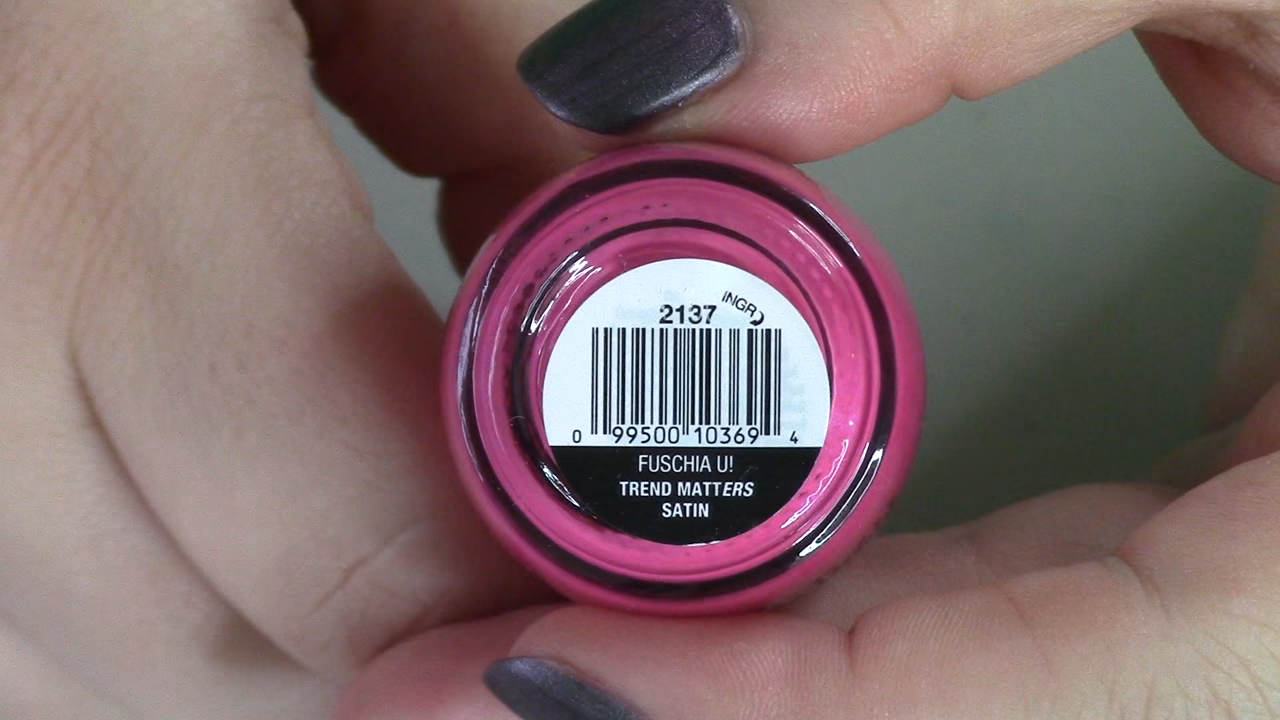 2137 INGR
0 99500 10369 4
FUSCHIA U!
TREND MATTERS
SATIN